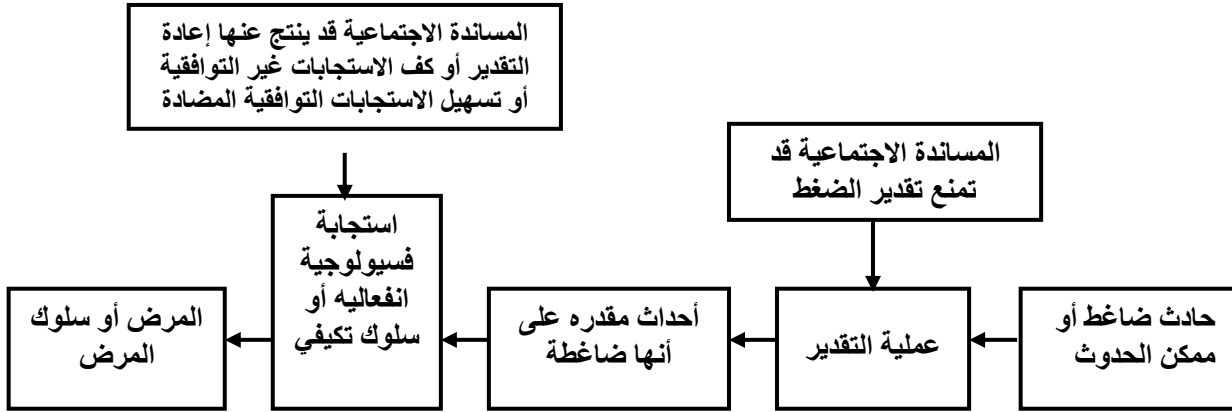 المساندة الاجتماعية قد ينتج عنها إعادة
التقدير أو كف الاستجابات غير التوافقية
أو تسهيل الاستجابات التوافقية المضادة
المساندة الاجتماعية قد
تمنع تقدير الضغط
حادث ضاغط أو
ممكن الحدوث
عملية التقدير
أحداث مقدره على
أنها ضاغطة
استجابة
فسيولوجية
انفعاليه أو
سلوك تكيفي
المرض أو سلوك
المرض